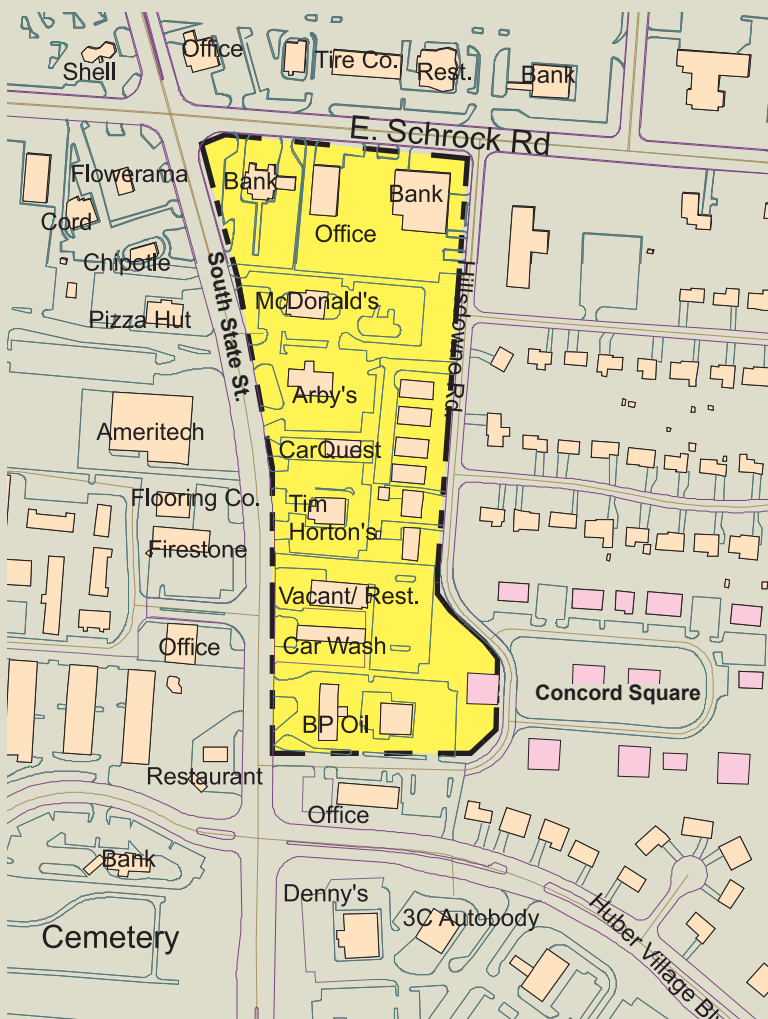 Office
Shell
Tire Co.
Rest.
Bank
E. Schrock Rd
Flowerama
Bank
Bank
Cord
Office
Chipotle
South State St.
Hillsdowne Rd.
McDonald's
Pizza Hut
Arby's
Ameritech
CarQuest
Flooring Co.
Tim
Horton's
Firestone
Vacant/ Rest.
Office
Car Wash
Concord Square
BP Oil
Restaurant
Office
Bank
Denny's
3C Autobody
Cemetery
Huber Village Blv